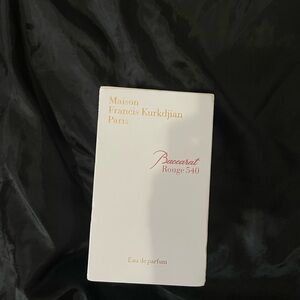 Maison
Francis Kurkdjian
Paris
Baccarat
Rouge 540
Eau de parfum